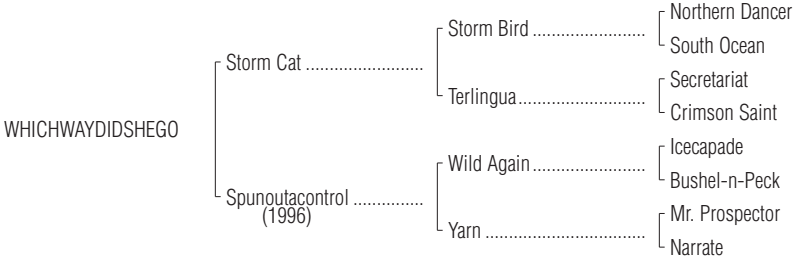 Northern Dancer
Storm Bird ........................
South Ocean
Storm Cat .........................
Secretariat
Terlingua...........................
Crimson Saint
WHICHWAYDIDSHEGO
Icecapade
Wild Again........................
Bushel-n-Peck
Spunoutacontrol ...............
(1996)
Mr. Prospector
Yarn ..................................
Narrate